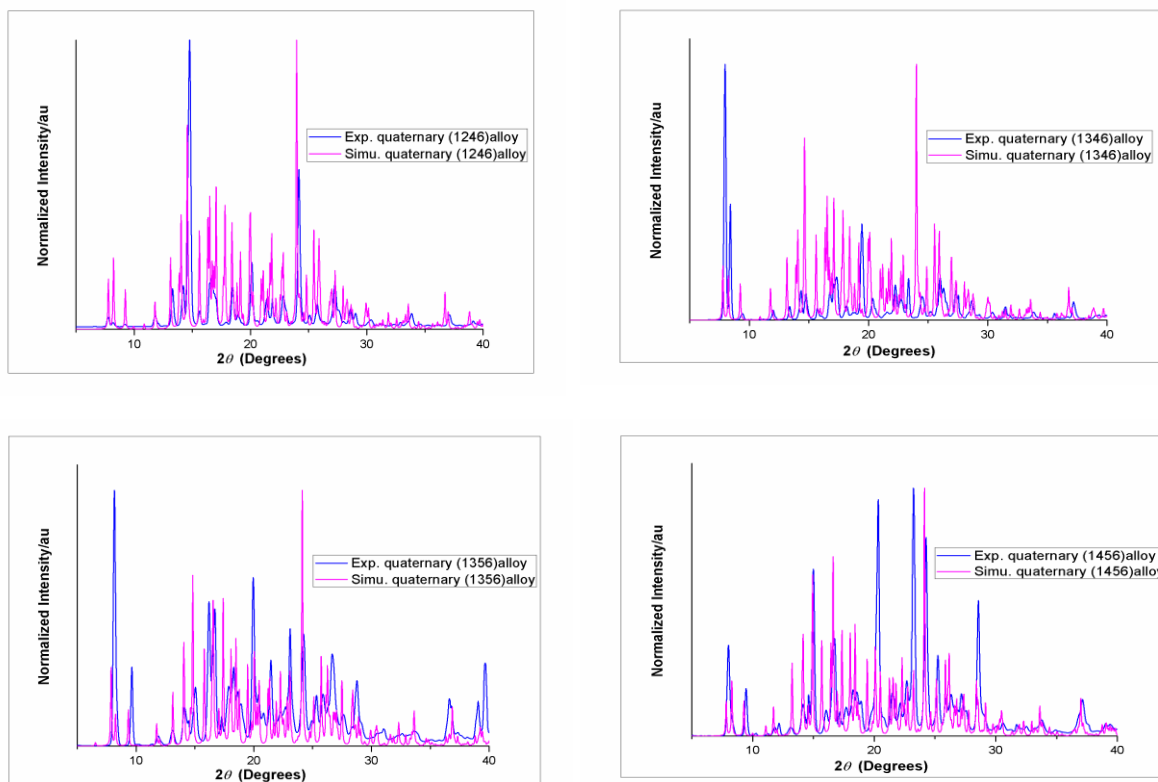 Normalized Intensity/au
Exp. quaternary (1246)alloy
Simu. quaternary (1246)alloy
10 20 30 40
2θ (Degrees)
Normalized Intensity/au
Exp. quaternary (1346)alloy
Simu. quaternary (1346)alloy
10 20 30 40
2θ (Degrees)
Normalized Intensity/au
Exp. quaternary (1356)alloy
Simu. quaternary (1356)alloy
10 20 30 40
2θ (Degrees)
Normalized Intensity/au
Exp. quaternary (1456)alloy
Simu. quaternary (1456)alloy
10 20 30 40
2θ (Degrees)